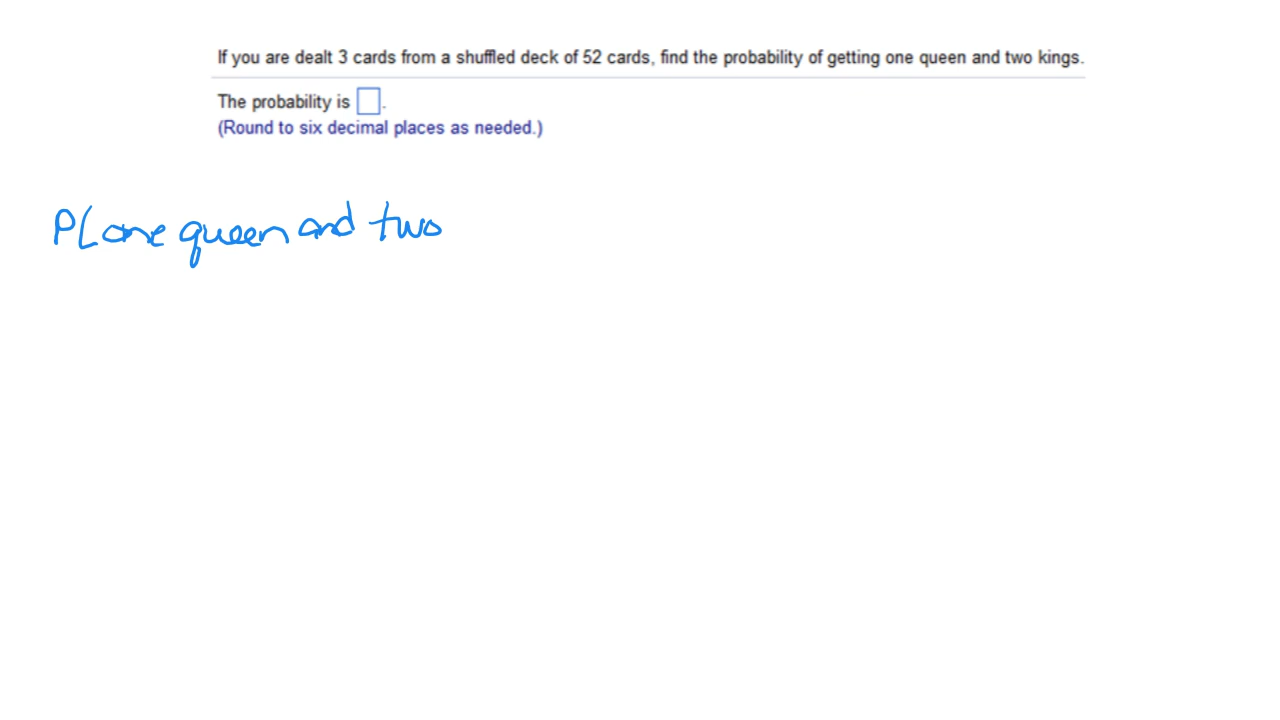 If you are dealt 3 cards from a shuffled deck of 52 cards, find the probability of getting one queen and two kings.
The probability is .
(Round to six decimal places as needed.)
P(one queen and two